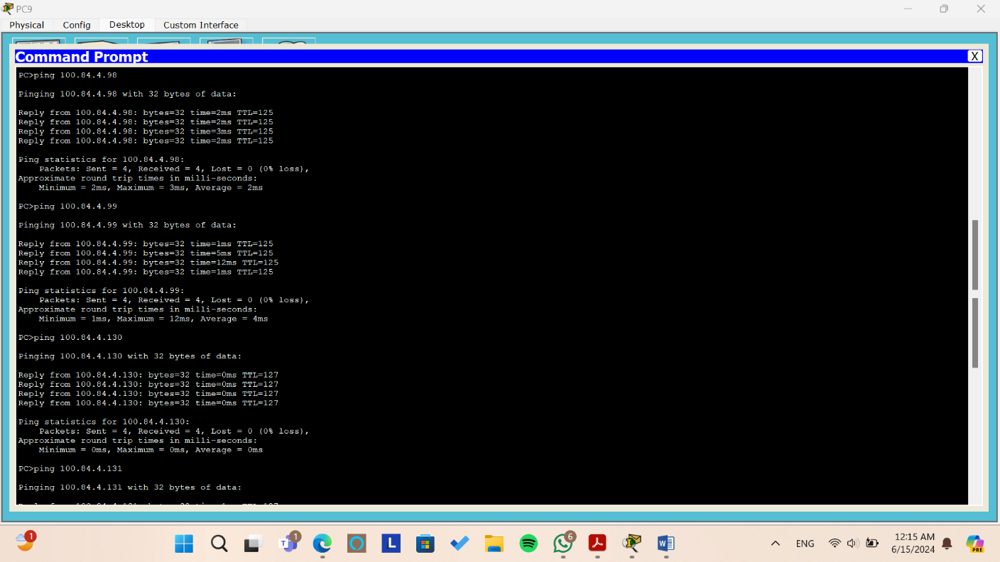 PC9
Physical Config Desktop Custom Interface
Command Prompt
X
PC>ping 100.84.4.98
Pinging 100.84.4.98 with 32 bytes of data:
Reply from 100.84.4.98: bytes=32 time=2ms TTL=125
Reply from 100.84.4.98: bytes=32 time=2ms TTL=125
Reply from 100.84.4.98: bytes=32 time=3ms TTL=125
Reply from 100.84.4.98: bytes=32 time=2ms TTL=125
Ping statistics for 100.84.4.98:
Packets: Sent = 4, Received = 4, Lost = 0 (0% loss),
Approximate round trip times in milli-seconds:
Minimum = 2ms, Maximum = 3ms, Average = 2ms
PC>ping 100.84.4.99
Pinging 100.84.4.99 with 32 bytes of data:
Reply from 100.84.4.99: bytes=32 time=1ms TTL=125
Reply from 100.84.4.99: bytes=32 time=5ms TTL=125
Reply from 100.84.4.99: bytes=32 time=12ms TTL=125
Reply from 100.84.4.99: bytes=32 time=1ms TTL=125
Ping statistics for 100.84.4.99:
Packets: Sent = 4, Received = 4, Lost = 0 (0% loss),
Approximate round trip times in milli-seconds:
Minimum = 1ms, Maximum = 12ms, Average = 4ms
PC>ping 100.84.4.130
Pinging 100.84.4.130 with 32 bytes of data:
Reply from 100.84.4.130: bytes=32 time=0ms TTL=127
Reply from 100.84.4.130: bytes=32 time=0ms TTL=127
Reply from 100.84.4.130: bytes=32 time=0ms TTL=127
Reply from 100.84.4.130: bytes=32 time=0ms TTL=127
Ping statistics for 100.84.4.130:
Packets: Sent = 4, Received = 4, Lost = 0 (0% loss),
Approximate round trip times in milli-seconds:
Minimum = 0ms, Maximum = 0ms, Average = 0ms
PC>ping 100.84.4.131
Pinging 100.84.4.131 with 32 bytes of data:
1
T 1
L
6
W
ENG
12:15 AM
6/15/2024
PRE